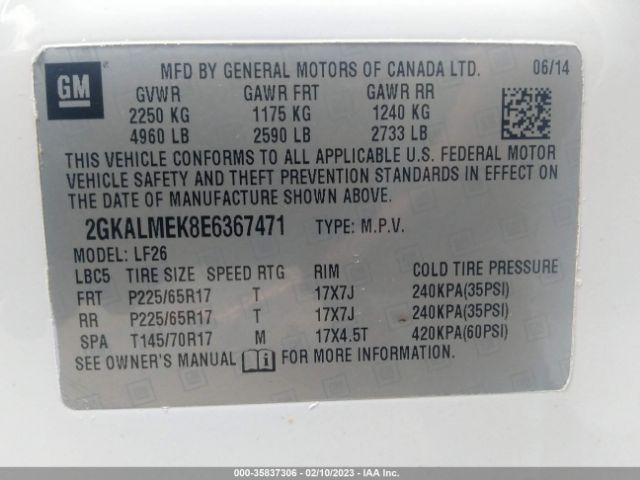 GM
MFD BY GENERAL MOTORS OF CANADA LTD. 06/14
GVWR GAWR FRT GAWR RR
2250 KG 1175 KG 1240 KG
4960 LB 2590 LB 2733 LB
THIS VEHICLE CONFORMS TO ALL APPLICABLE U.S. FEDERAL MOTOR
VEHICLE SAFETY AND THEFT PREVENTION STANDARDS IN EFFECT ON
THE DATE OF MANUFACTURE SHOWN ABOVE.
2GKALMEK8E6367471 TYPE: M.P.V.
MODEL: LF26
LBC5 TIRE SIZE SPEED RTG RIM COLD TIRE PRESSURE
FRT P225/65R17 T 17X7J 240KPA(35PSI)
RR P225/65R17 T 17X7J 240KPA(35PSI)
SPA T145/70R17 M 17X4.5T 420KPA(60PSI)
SEE OWNER'S MANUAL FOR MORE INFORMATION.
000-35837306 - 02/10/2023 - IAA Inc.